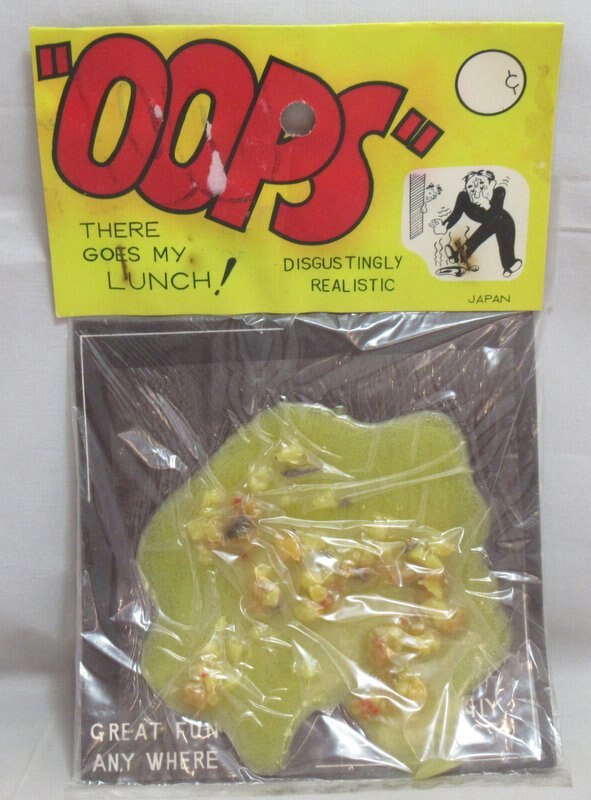 "OOPS"
THERE
GOES MY
LUNCH!
DISGUSTINGLY
REALISTIC
JAPAN
GREAT FUN
ANY WHERE